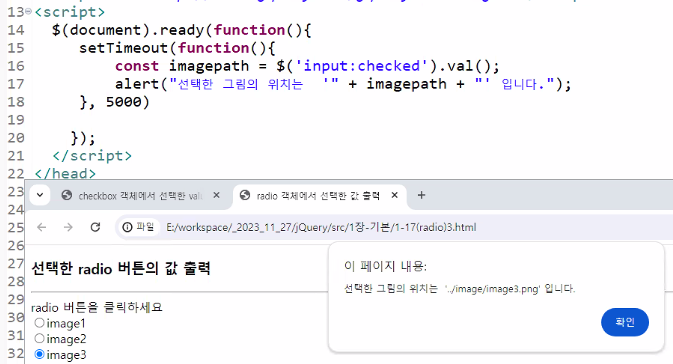 13 <script>
14 $(document).ready(function(){
15 setTimeout(function(){
16 const imagepath = $('input:checked').val();
17 alert("선택한 그림의 위치는 '" + imagepath + "' 입니다.");
18 }, 5000)
19
20 });
21 </script>
22 </head>
23
24 checkbox 객체에서 선택한 val × radio 객체에서 선택한 값 출력 × +
25 파일 E:/workspace/_2023_11_27/jQuery/src/1장-기본/1-17(radio)3.html
26
27 이 페이지 내용:
28 선택한 radio 버튼의 값 출력
선택한 그림의 위치는 '../image/image3.png' 입니다.
29
radio 버튼을 클릭하세요
30 image1
확인
31 image2
32 image3